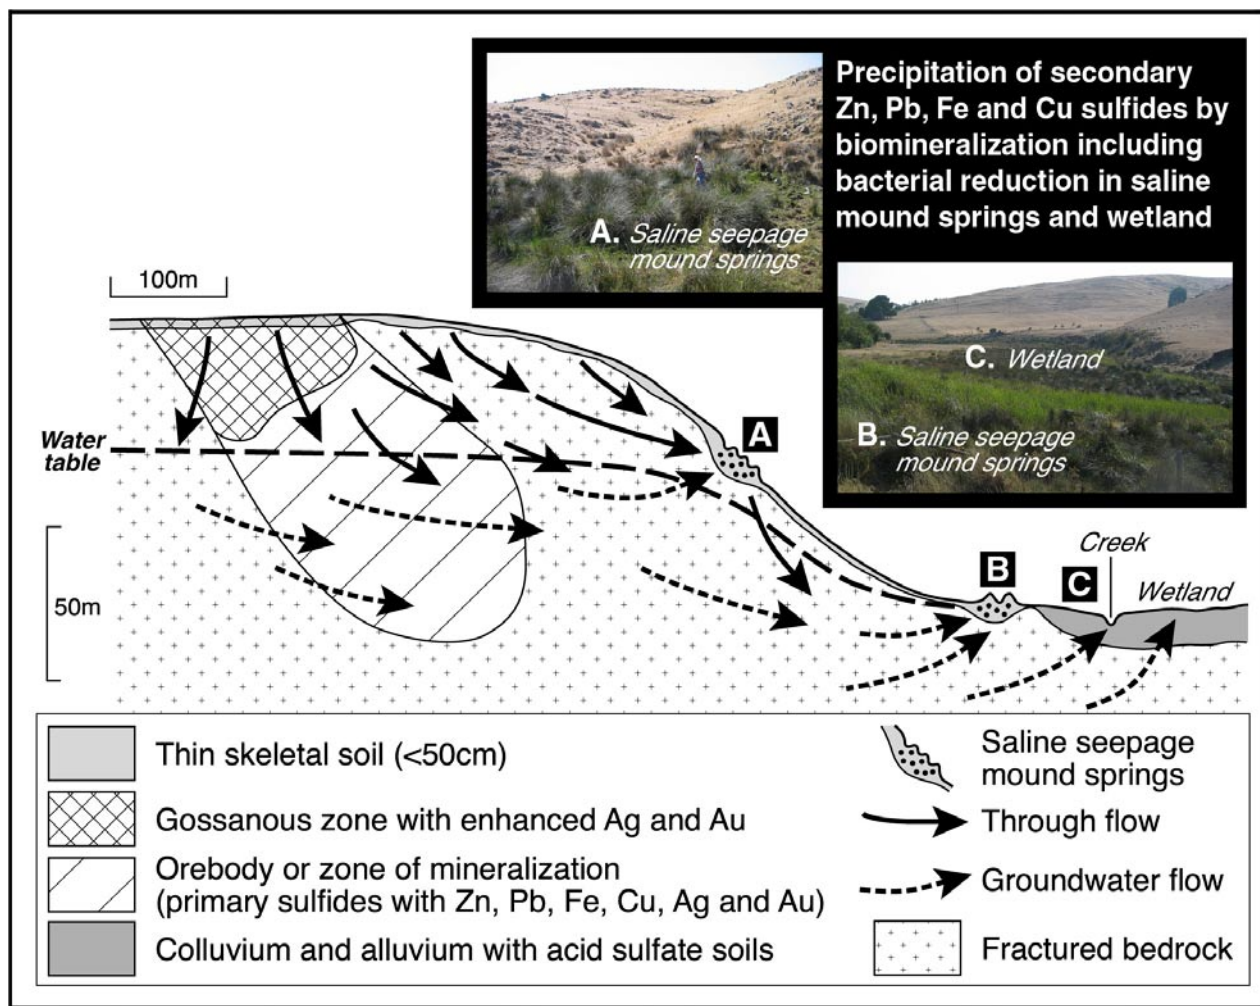 Precipitation of secondary
Zn, Pb, Fe and Cu sulfides by
biomineralization including
bacterial reduction in saline
mound springs and wetland
A. Saline seepage
mound springs
C. Wetland
B. Saline seepage
mound springs
100m
Water
table
50m
A
B
C
Creek
Wetland
Thin skeletal soil (<50cm)
Gossanous zone with enhanced Ag and Au
Orebody or zone of mineralization
(primary sulfides with Zn, Pb, Fe, Cu, Ag and Au)
Colluvium and alluvium with acid sulfate soils
Saline seepage
mound springs
Through flow
Groundwater flow
Fractured bedrock